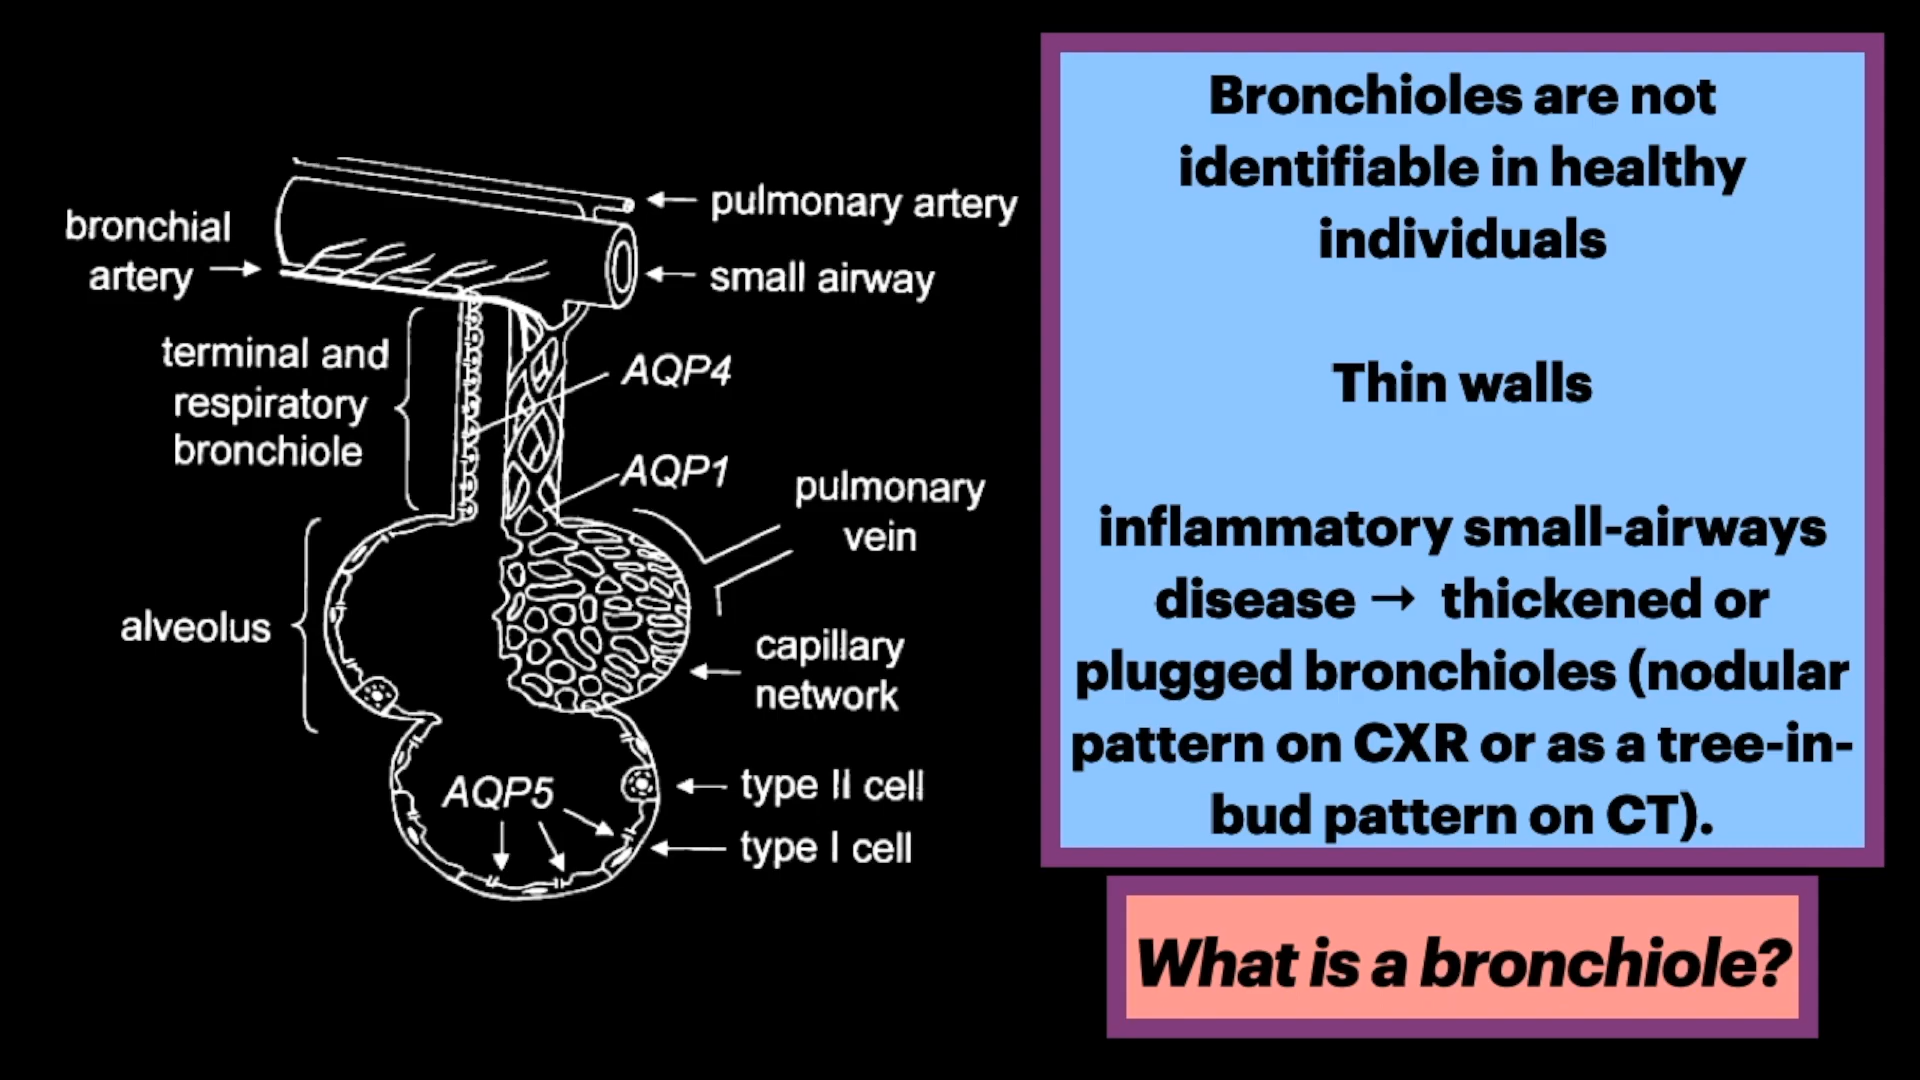 bronchial
artery
terminal and
respiratory
bronchiole
alveolus
pulmonary artery
small airway
AQP4
AQP1
pulmonary
vein
capillary
network
AQP5
type II cell
type I cell
Bronchioles are not
identifiable in healthy
individuals
Thin walls
inflammatory small-airways
disease → thickened or
plugged bronchioles (nodular
pattern on CXR or as a tree-in-
bud pattern on CT).
What is a bronchiole?